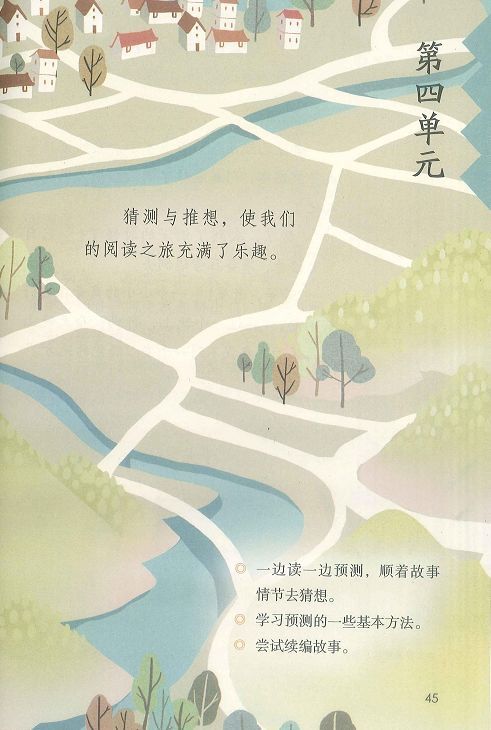 第四单元
猜测与推想，使我们
的阅读之旅充满了乐趣。
◎ 一边读一边预测，顺着故事
情节去猜想。
◎ 学习预测的一些基本方法。
◎ 尝试续编故事。
45